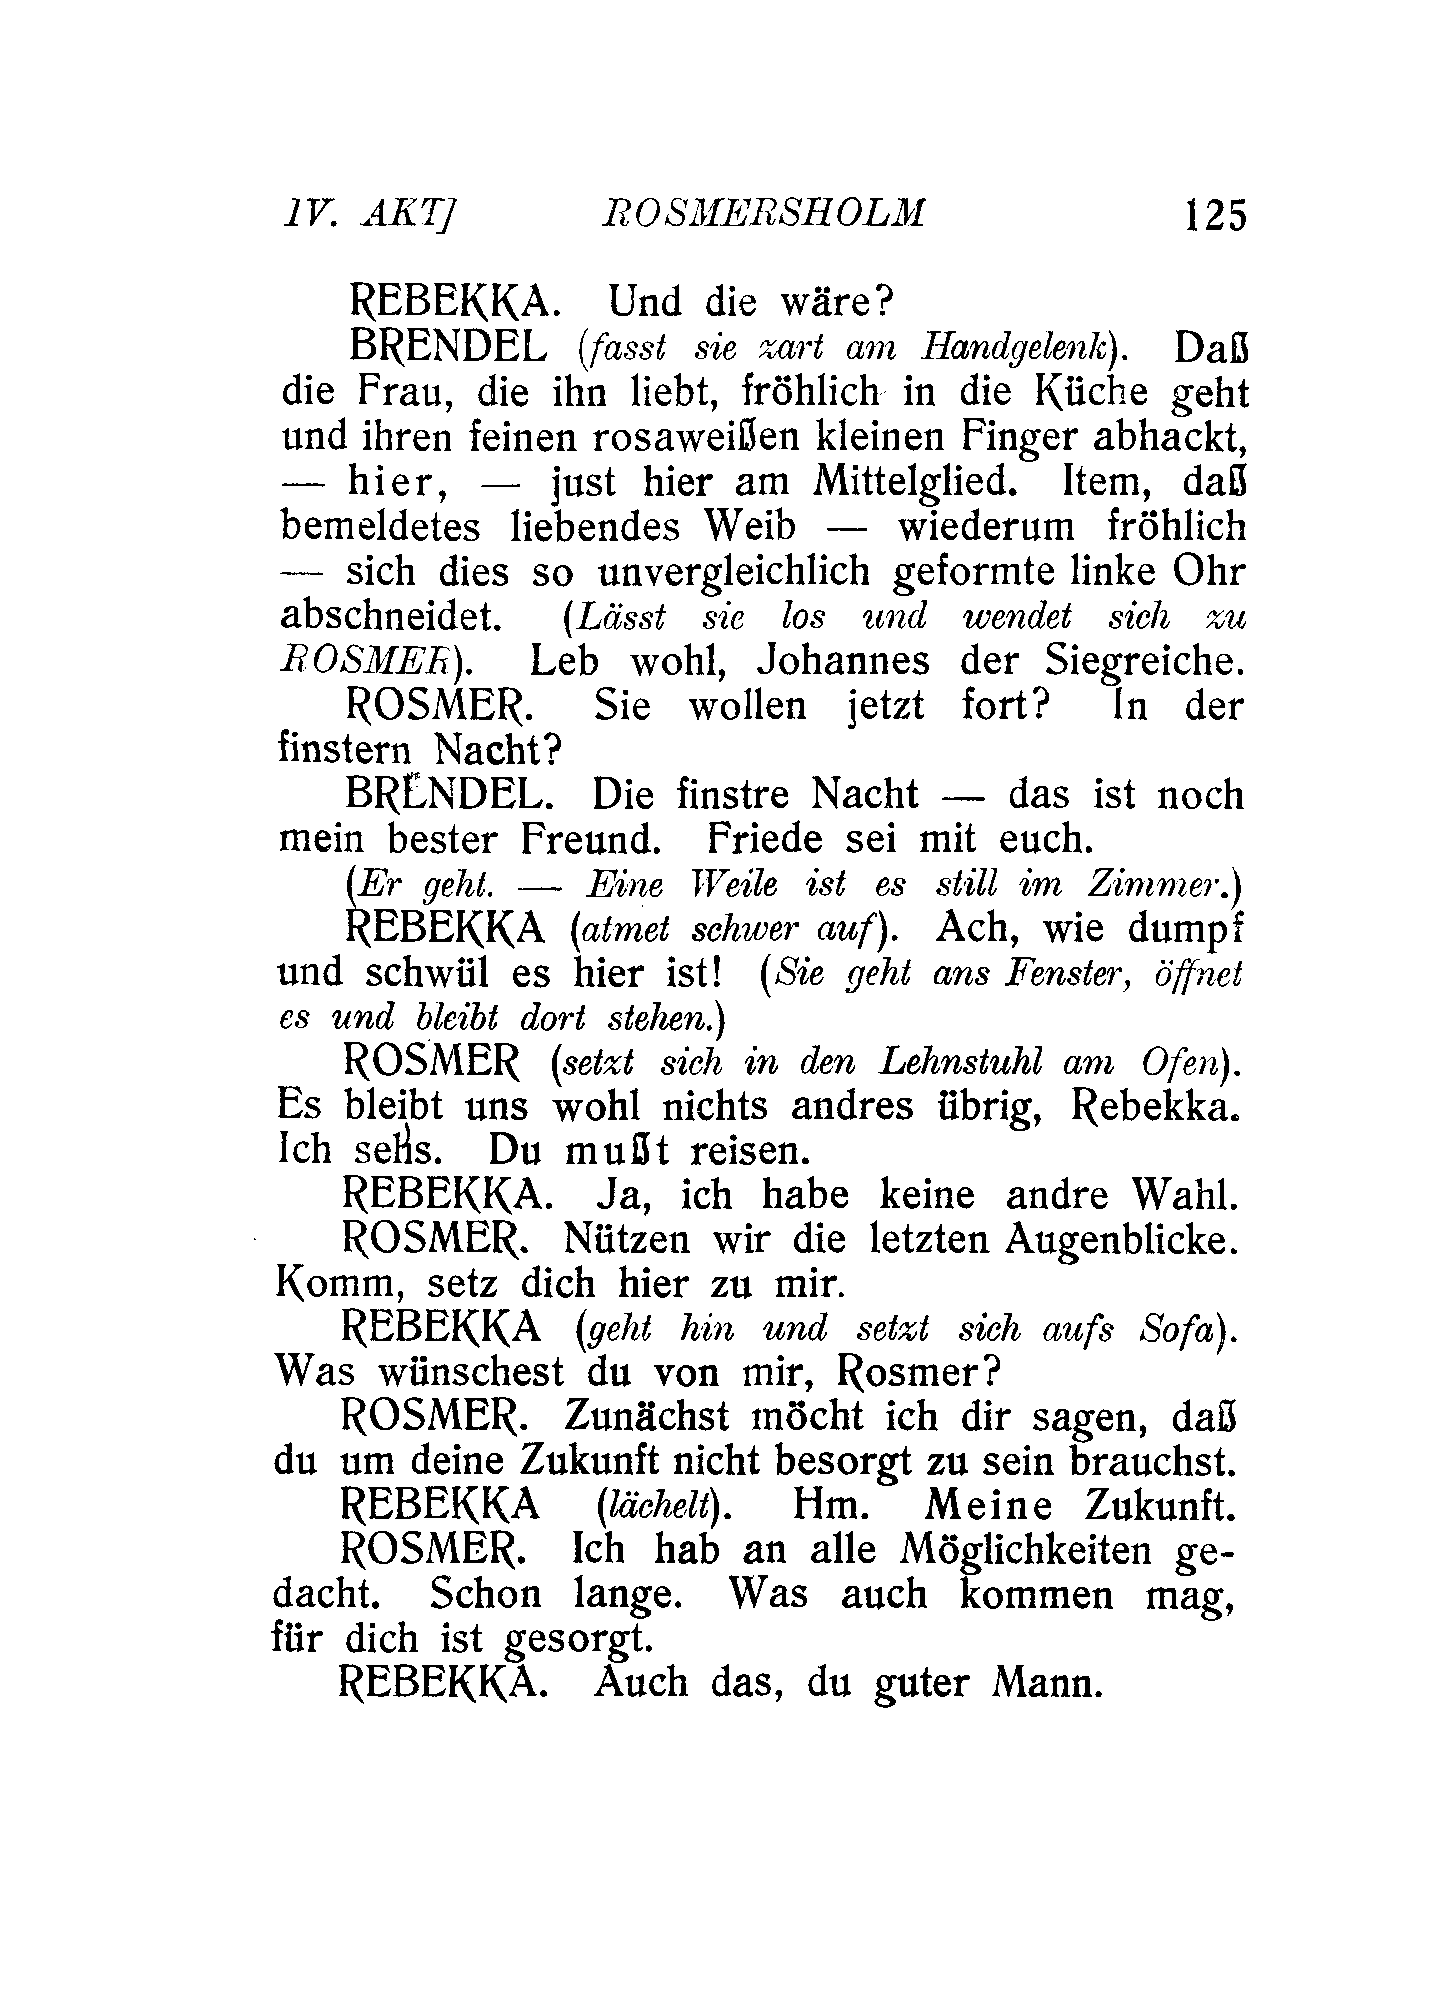 IV. AKT] ROSMERSHOLM 125
REBEKKA. Und die wäre?
BRENDEL (fasst sie zart am Handgelenk). Daß
die Frau, die ihn liebt, fröhlich in die Küche geht
und ihren feinen rosaweißen kleinen Finger abhackt,
— hier, — just hier am Mittelglied. Item, daß
bemeldetes liebendes Weib — wiederum fröhlich
— sich dies so unvergleichlich geformte linke Ohr
abschneidet. (Lässt sie los und wendet sich zu
ROSMER). Leb wohl, Johannes der Siegreiche.
ROSMER. Sie wollen jetzt fort? In der
finstern Nacht?
BRENDEL. Die finstre Nacht — das ist noch
mein bester Freund. Friede sei mit euch.
(Er geht. — Eine Weile ist es still im Zimmer.)
REBEKKA (atmet schwer auf). Ach, wie dumpf
und schwül es hier ist! (Sie geht ans Fenster, öffnet
es und bleibt dort stehen.)
ROSMER (setzt sich in den Lehnstuhl am Ofen).
Es bleibt uns wohl nichts andres übrig, Rebekka.
Ich sehs. Du mußt reisen.
REBEKKA. Ja, ich habe keine andre Wahl.
ROSMER. Nützen wir die letzten Augenblicke.
Komm, setz dich hier zu mir.
REBEKKA (geht hin und setzt sich aufs Sofa).
Was wünschest du von mir, Rosmer?
ROSMER. Zunächst möcht ich dir sagen, daß
du um deine Zukunft nicht besorgt zu sein brauchst.
REBEKKA (lächelt). Hm. Meine Zukunft.
ROSMER. Ich hab an alle Möglichkeiten ge-
dacht. Schon lange. Was auch kommen mag,
für dich ist gesorgt.
REBEKKA. Auch das, du guter Mann.